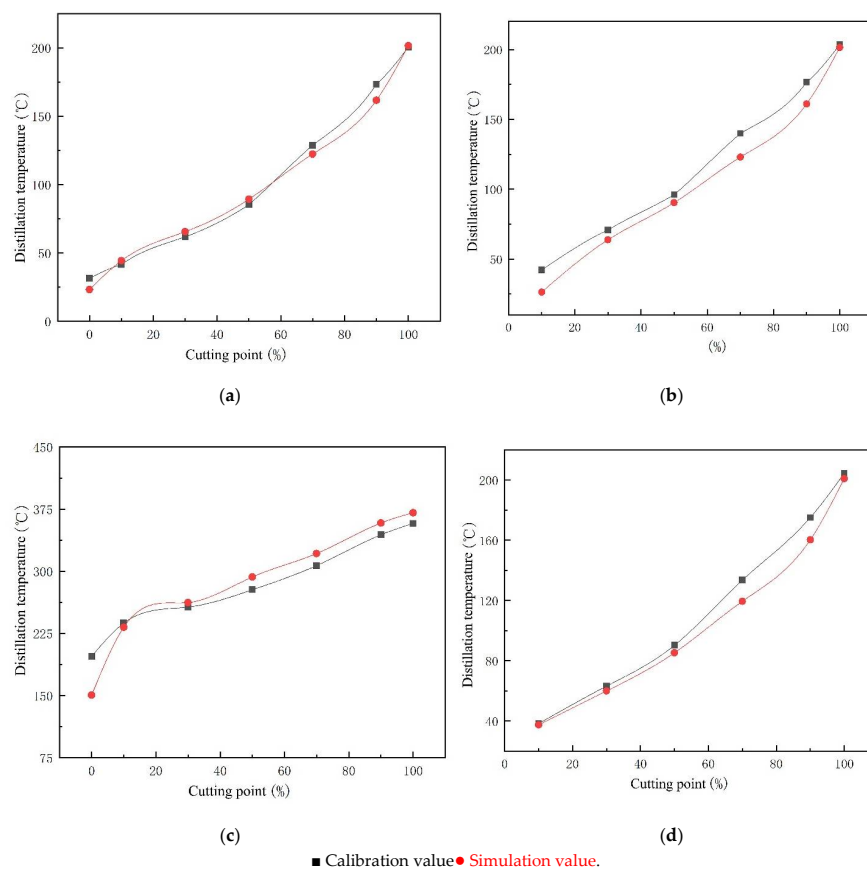 200
150
100
50
0
Distillation temperature (℃)
0 20 40 60 80 100
Cutting point (%)
(a)
200
150
100
50
Distillation temperature (℃)
0 20 40 60 80 100
(%)
(b)
450
375
300
225
150
75
Distillation temperature (℃)
0 20 40 60 80 100
Cutting point (%)
(c)
200
160
120
80
40
Distillation temperature (℃)
0 20 40 60 80 100
Cutting point (%)
(d)
■ Calibration value ● Simulation value.